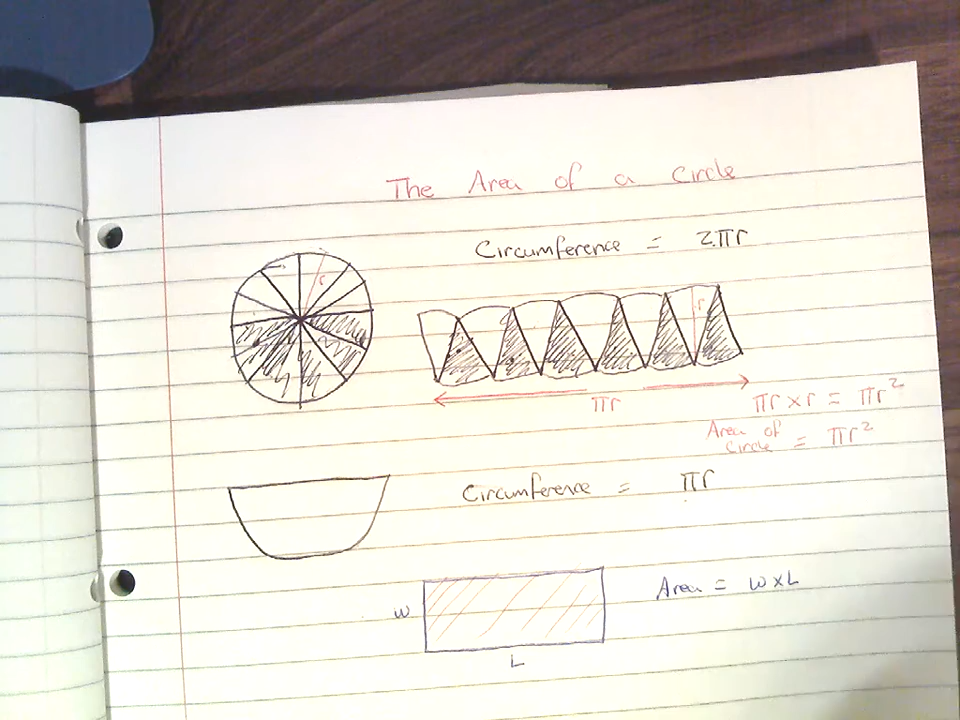 The Area of a Circle
Circumference = 2πr
r
r
πr
πr × r = πr²
Area of Circle = πr²
Circumference = πr
Area = w × L
w
L